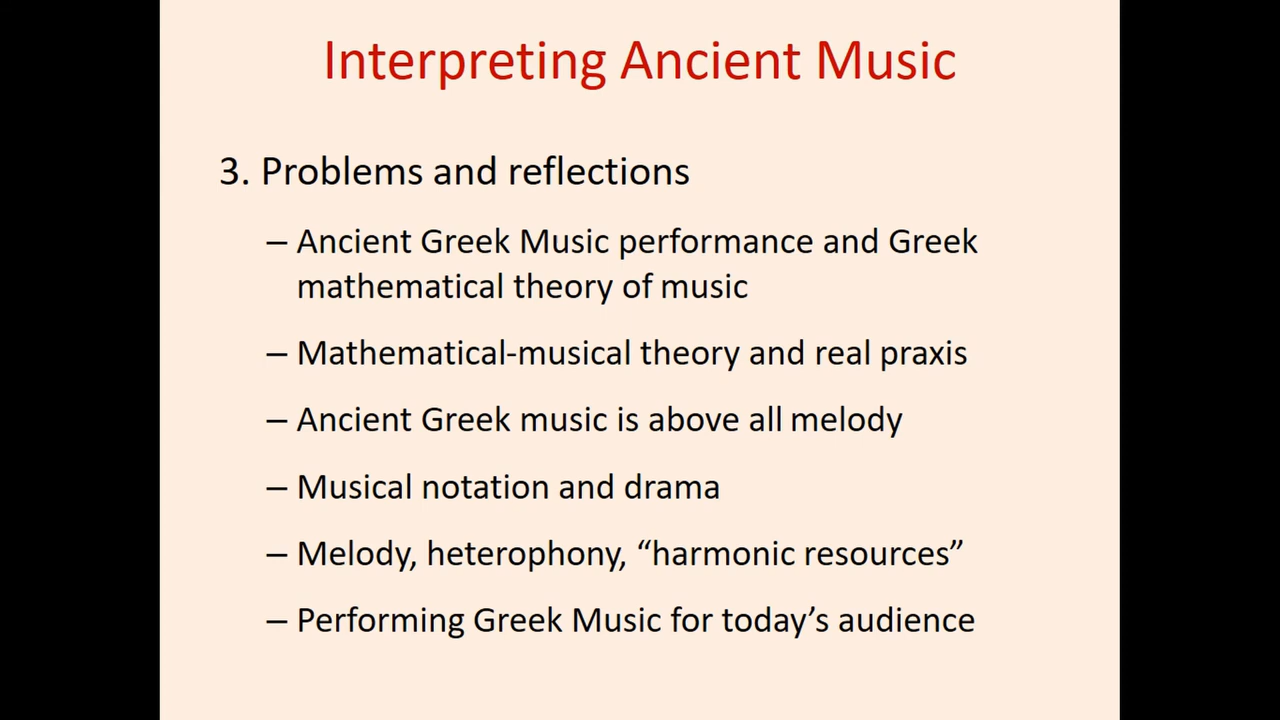 Interpreting Ancient Music
3. Problems and reflections
– Ancient Greek Music performance and Greek
mathematical theory of music
– Mathematical-musical theory and real praxis
– Ancient Greek music is above all melody
– Musical notation and drama
– Melody, heterophony, “harmonic resources”
– Performing Greek Music for today’s audience